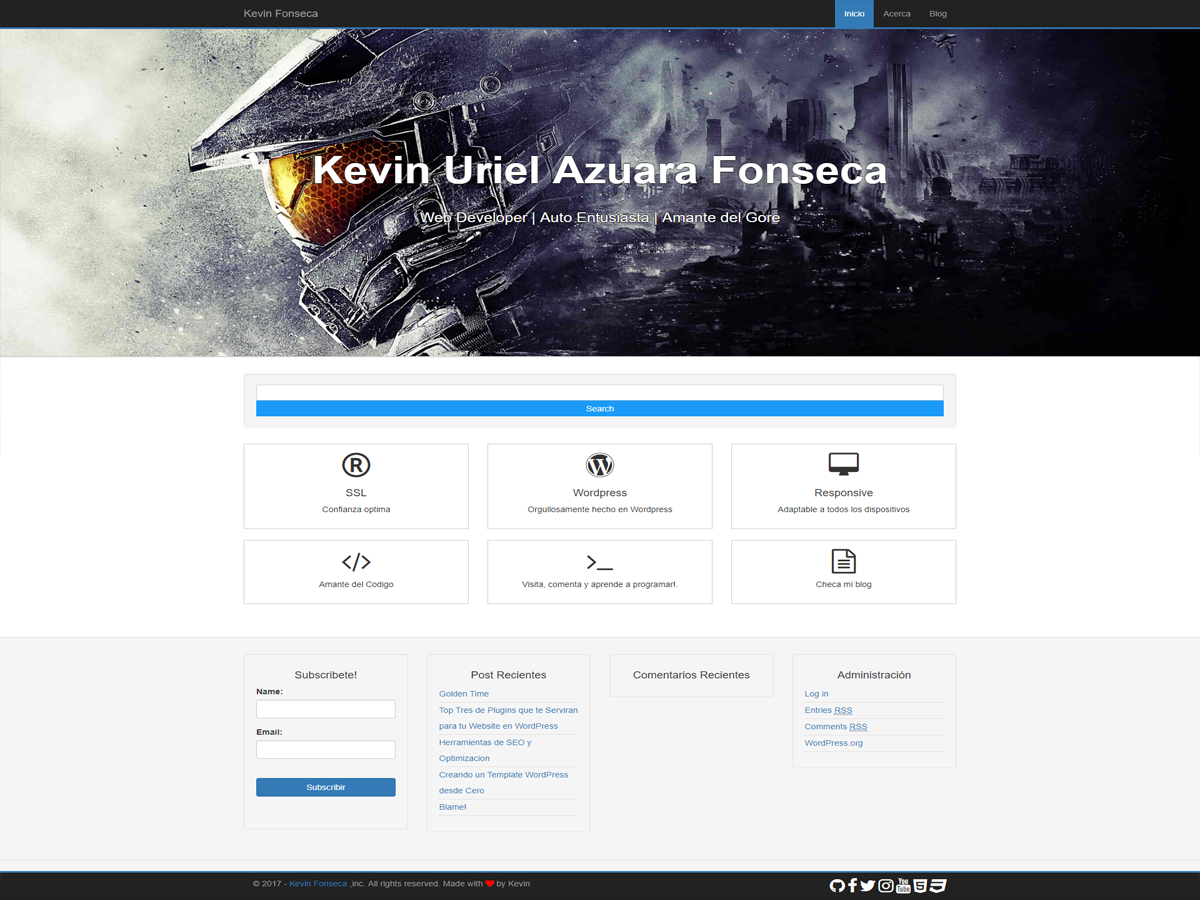 Kevin Fonseca
Inicio
Acerca
Blog
Kevin Uriel Azuara Fonseca
Web Developer | Auto Entusiasta | Amante del Gore
Search
SSL
Confianza optima
Wordpress
Orgullosamente hecho en Wordpress
Responsive
Adaptable a todos los dispositivos
</>
Amante del Codigo
>_
Visita, comenta y aprende a programar!.
Checa mi blog
Subscribete!
Name:
Email:
Subscribir
Post Recientes
Golden Time
Top Tres de Plugins que te Serviran
para tu Website en WordPress
Herramientas de SEO y
Optimizacion
Creando un Template WordPress
desde Cero
Blame!
Comentarios Recientes
Administración
Log in
Entries RSS
Comments RSS
WordPress.org
© 2017 - Kevin Fonseca ,inc. All rights reserved. Made with ❤ by Kevin
You
Tube